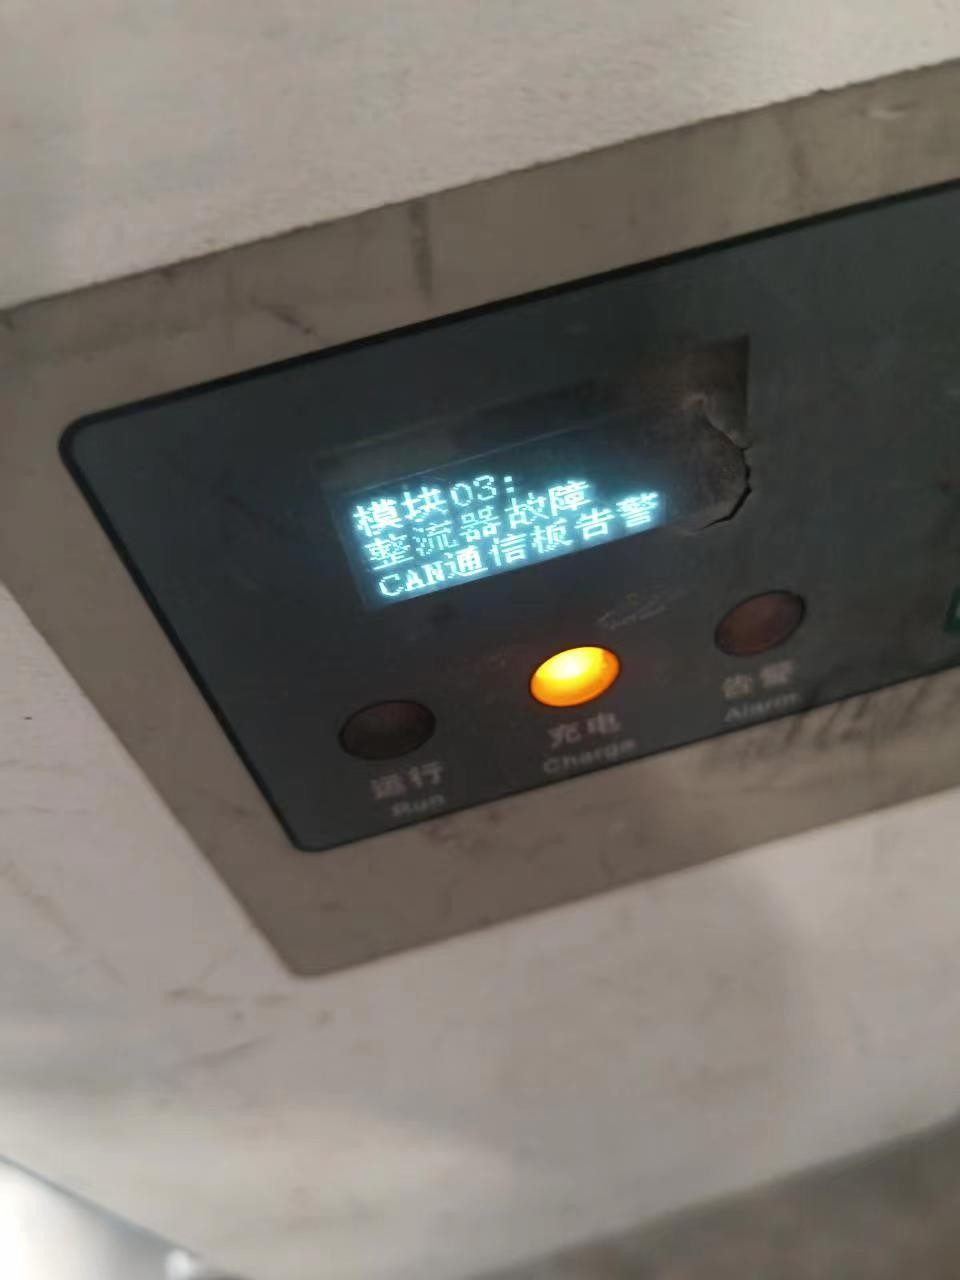 模块03:
整流器故障
CAN通信板告警
运行
Run
充电
Charge
告警
Alarm